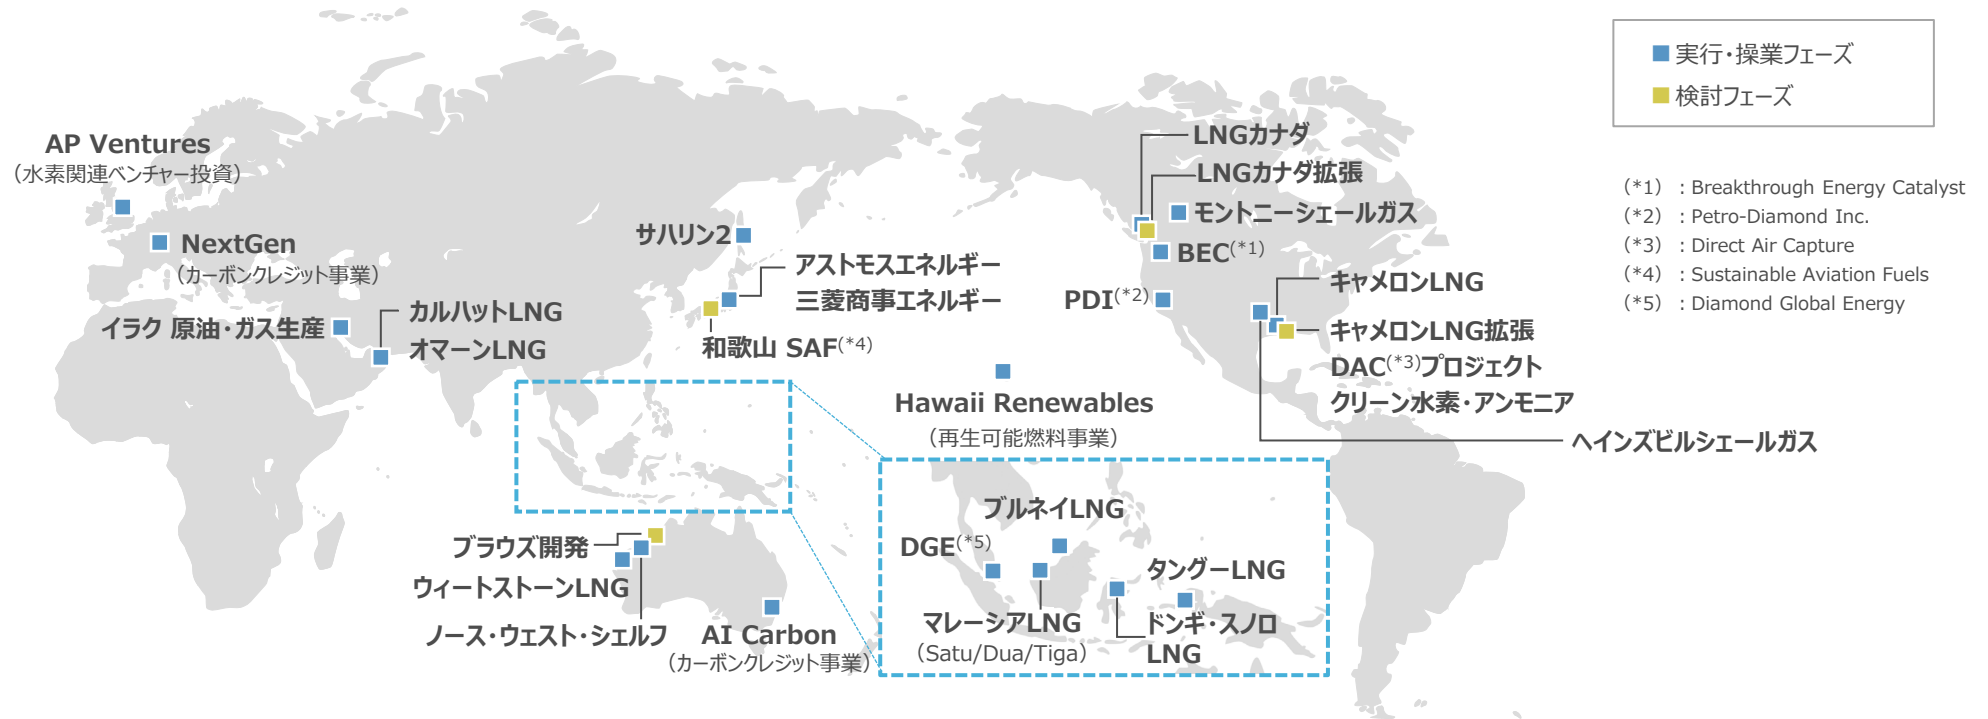 実行・操業フェーズ
検討フェーズ
(*1) : Breakthrough Energy Catalyst
(*2) : Petro-Diamond Inc.
(*3) : Direct Air Capture
(*4) : Sustainable Aviation Fuels
(*5) : Diamond Global Energy
AP Ventures
(水素関連ベンチャー投資)
NextGen
(カーボンクレジット事業)
イラク 原油・ガス生産
カルハットLNG
オマーンLNG
サハリン2
アストモスエネルギー
三菱商事エネルギー
和歌山 SAF(*4)
LNGカナダ
LNGカナダ拡張
モントニーシェールガス
BEC(*1)
PDI(*2)
キャメロンLNG
キャメロンLNG拡張
DAC(*3)プロジェクト
クリーン水素・アンモニア
ヘインズビルシェールガス
Hawaii Renewables
(再生可能燃料事業)
ブラウズ開発
ウィートストーンLNG
ノース・ウェスト・シェルフ
AI Carbon
(カーボンクレジット事業)
ブルネイLNG
DGE(*5)
マレーシアLNG
(Satu/Dua/Tiga)
タングーLNG
ドンギ・スノロ
LNG